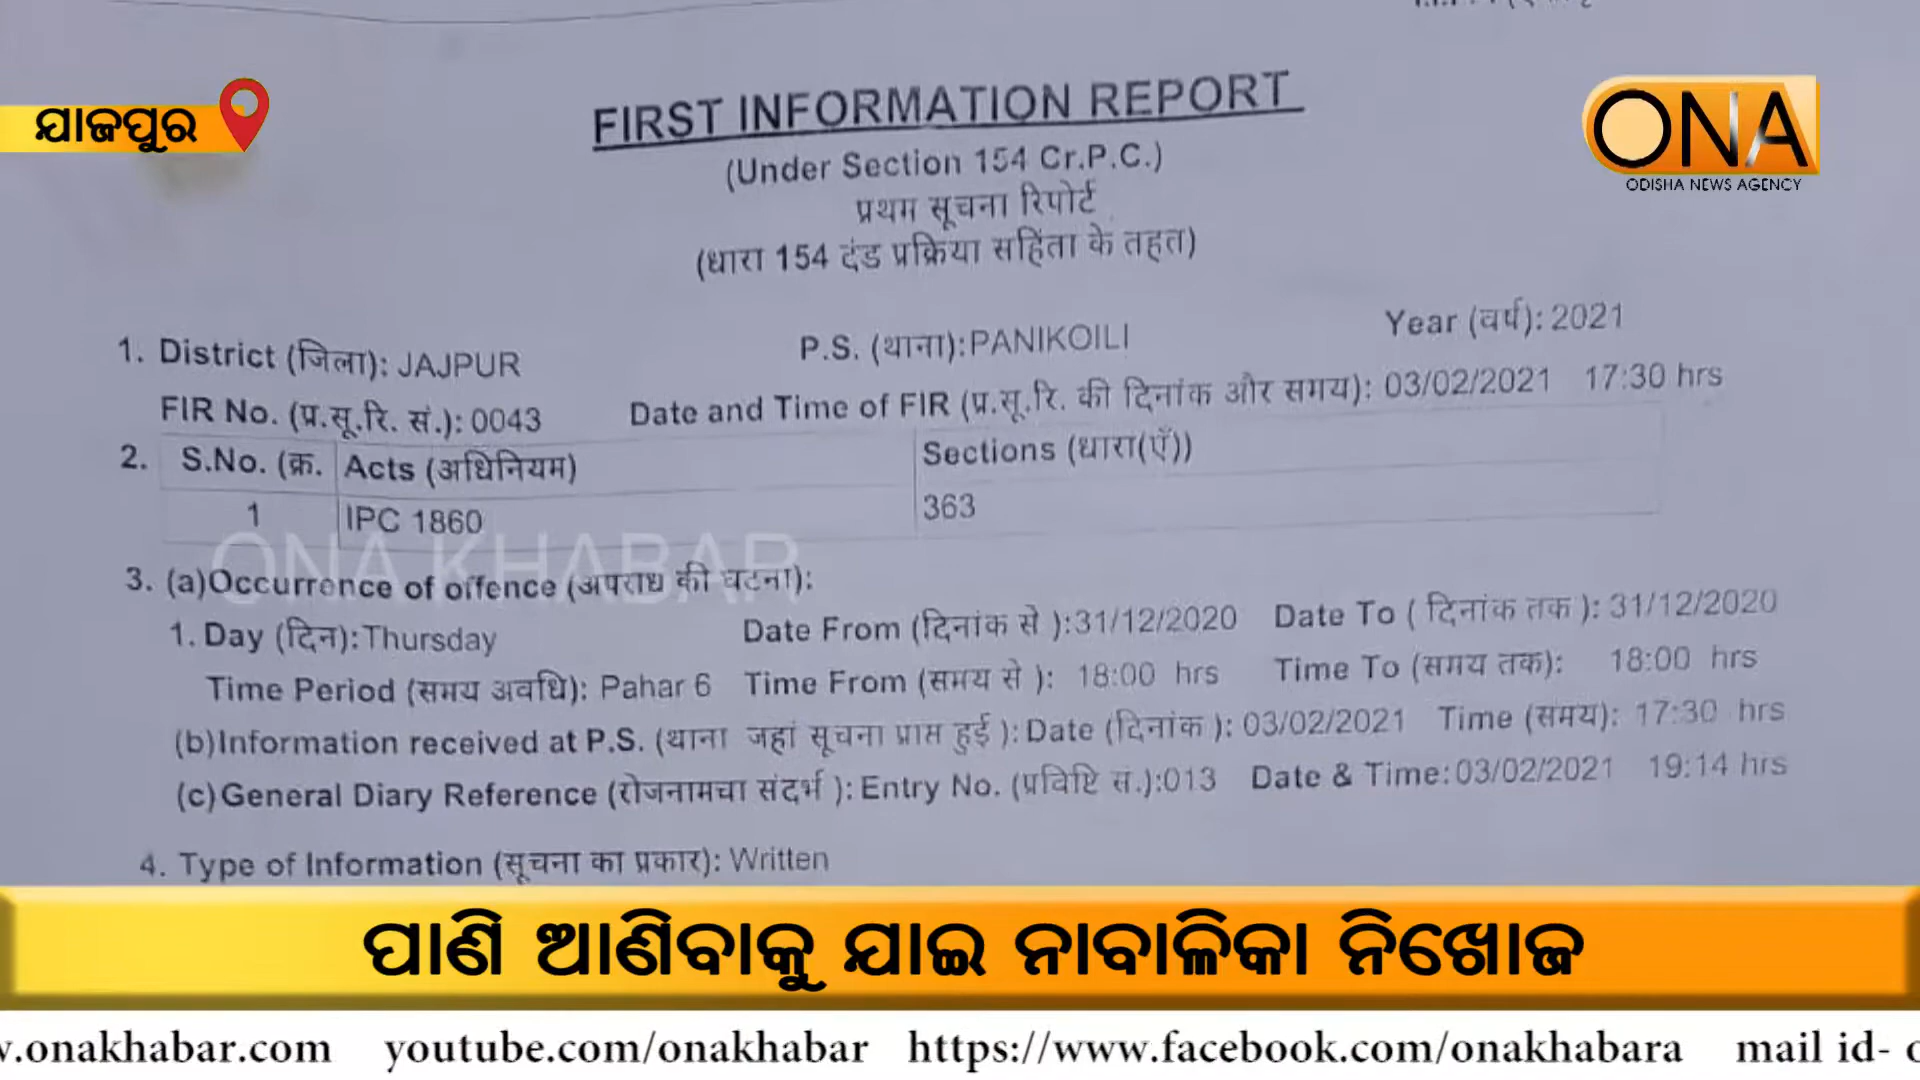 ଯାଜପୁର
ONA
ODISHA NEWS AGENCY
FIRST INFORMATION REPORT
(Under Section 154 Cr.P.C.)
प्रथम सूचना रिपोर्ट
(धारा 154 दंड प्रक्रिया सहिंता के तहत)
1. District (जिला): JAJPUR P.S. (थाना):PANIKOILI Year (वर्ष): 2021
FIR No. (प्र.सू.रि. सं.): 0043 Date and Time of FIR (प्र.सू.रि. की दिनांक और समय): 03/02/2021 17:30 hrs
2. S.No. (क्र. Acts (अधिनियम) Sections (धारा(एँ))
1 IPC 1860 363
ONA KHABAR
3. (a)Occurrence of offence (अपराध की घटना):
1. Day (दिन):Thursday Date From (दिनांक से ):31/12/2020 Date To ( दिनांक तक ): 31/12/2020
Time Period (समय अवधि): Pahar 6 Time From (समय से ): 18:00 hrs Time To (समय तक): 18:00 hrs
(b)Information received at P.S. (थाना जहां सूचना प्राप्त हुई ): Date (दिनांक ): 03/02/2021 Time (समय): 17:30 hrs
(c)General Diary Reference (रोजनामचा संदर्भ ): Entry No. (प्रविष्टि सं.):013 Date & Time:03/02/2021 19:14 hrs
4. Type of Information (सूचना का प्रकार): Written
ପାଣି ଆଣିବାକୁ ଯାଇ ନାବାଳିକା ନିଖୋଜ
.onakhabar.com youtube.com/onakhabar https://www.facebook.com/onakhabara mail id-